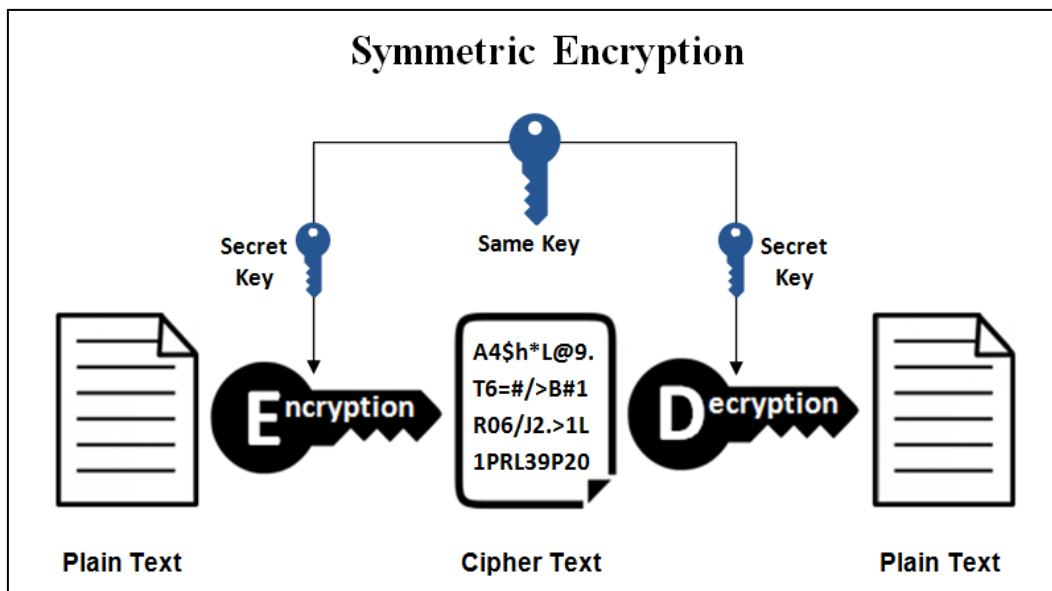 Symmetric Encryption
Same Key
Secret
Key
Secret
Key
Encryption
A4$h*L@9.
T6=#/>B#1
R06/J2.>1L
1PRL39P20
Decryption
Plain Text
Cipher Text
Plain Text